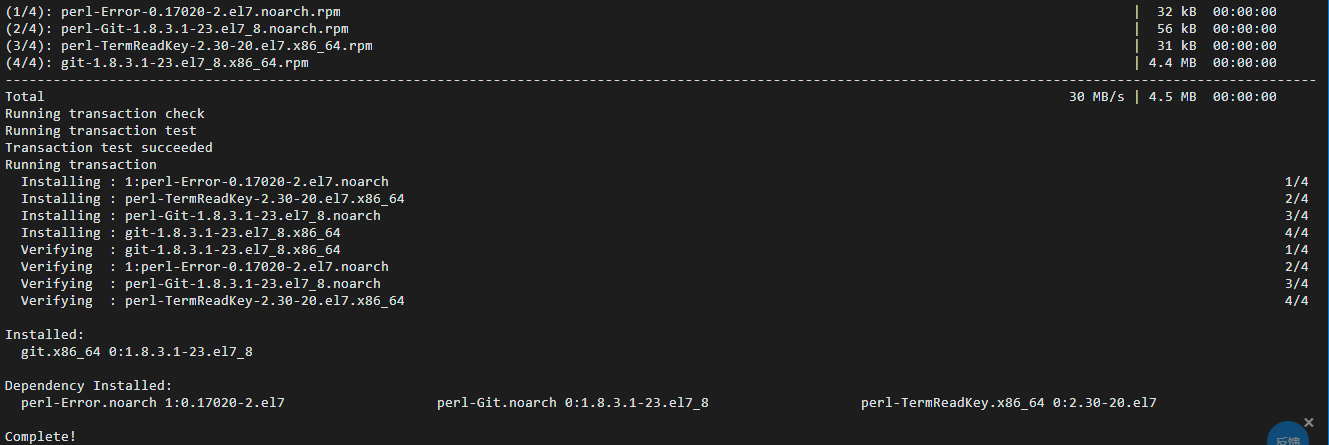 (1/4): perl-Error-0.17020-2.el7.noarch.rpm | 32 kB 00:00:00
(2/4): perl-Git-1.8.3.1-23.el7_8.noarch.rpm | 56 kB 00:00:00
(3/4): perl-TermReadKey-2.30-20.el7.x86_64.rpm | 31 kB 00:00:00
(4/4): git-1.8.3.1-23.el7_8.x86_64.rpm | 4.4 MB 00:00:00
--------------------------------------------------------------------------------
Total 30 MB/s | 4.5 MB 00:00:00
Running transaction check
Running transaction test
Transaction test succeeded
Running transaction
Installing : 1:perl-Error-0.17020-2.el7.noarch 1/4
Installing : perl-TermReadKey-2.30-20.el7.x86_64 2/4
Installing : perl-Git-1.8.3.1-23.el7_8.noarch 3/4
Installing : git-1.8.3.1-23.el7_8.x86_64 4/4
Verifying : git-1.8.3.1-23.el7_8.x86_64 1/4
Verifying : 1:perl-Error-0.17020-2.el7.noarch 2/4
Verifying : perl-Git-1.8.3.1-23.el7_8.noarch 3/4
Verifying : perl-TermReadKey-2.30-20.el7.x86_64 4/4
Installed:
git.x86_64 0:1.8.3.1-23.el7_8
Dependency Installed:
perl-Error.noarch 1:0.17020-2.el7 perl-Git.noarch 0:1.8.3.1-23.el7_8 perl-TermReadKey.x86_64 0:2.30-20.el7
Complete!
反馈